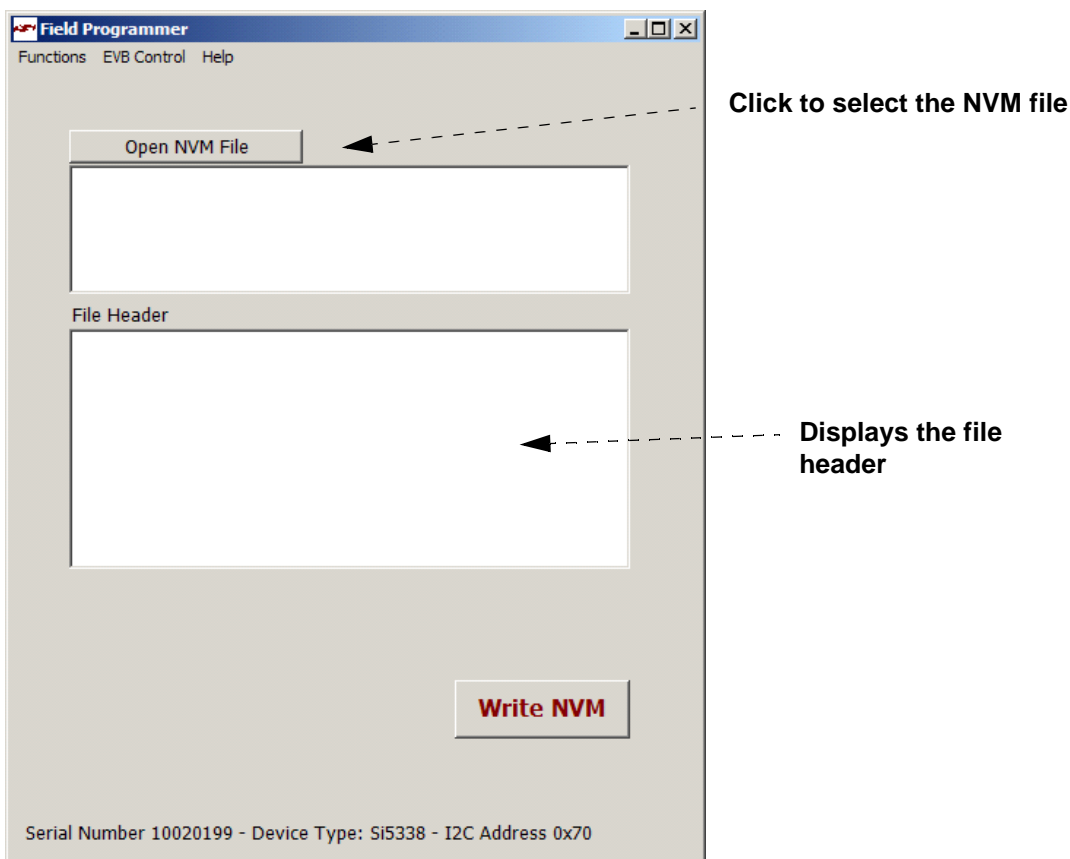 Field Programmer
Functions EVB Control Help
Click to select the NVM file
Open NVM File
File Header
Displays the file
header
Write NVM
Serial Number 10020199 - Device Type: Si5338 - I2C Address 0x70